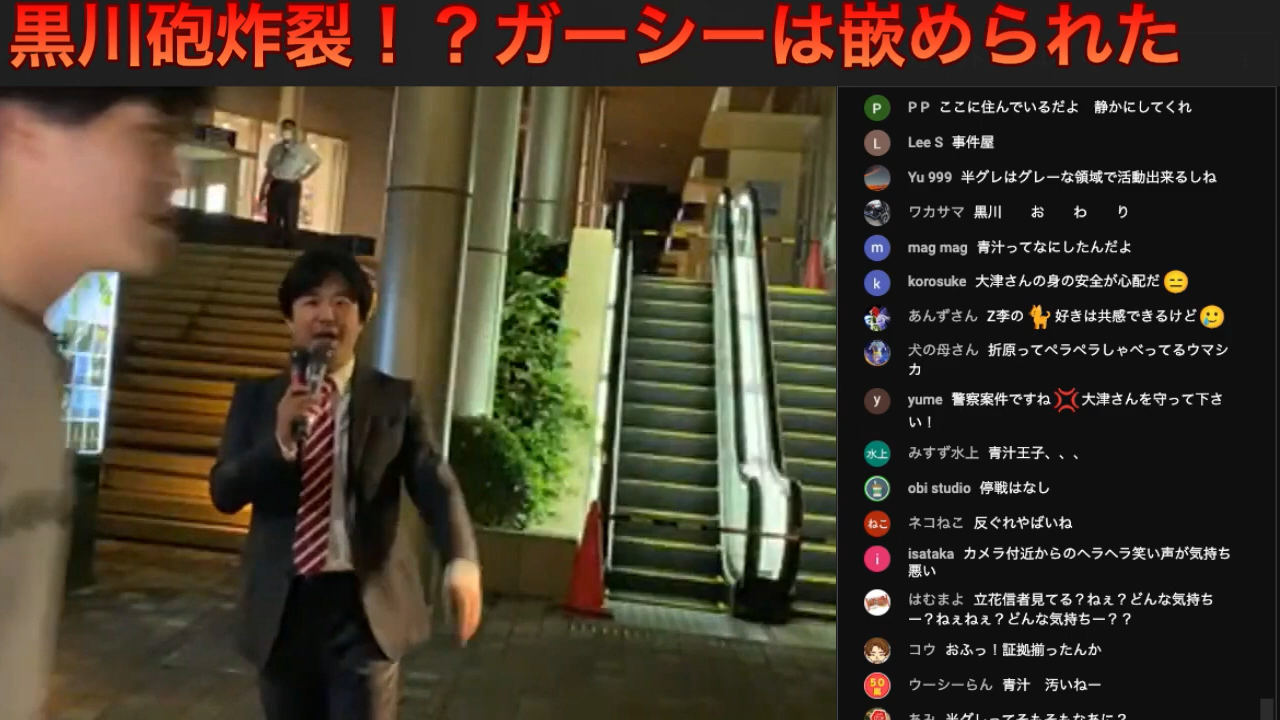 黒川砲炸裂！？ガーシーは嵌められた
P P ここに住んでいるだよ　静かにしてくれ
Lee S 事件屋
Yu 999 半グレはグレーな領域で活動出来るしね
ワカサマ 黒川　　お　　わ　　り
mag mag 青汁ってなにしたんだよ
korosuke 大津さんの身の安全が心配だ😑
あんずさん Z李の🐈好きは共感できるけど🥲
犬の母さん 折原ってペラペラしゃべってるウマシ
カ
yume 警察案件ですね💢大津さんを守って下さ
い！
みすず水上 青汁王子、、、
obi studio 停戦はなし
ネコねこ 反ぐれやばいね
isataka カメラ付近からのヘラヘラ笑い声が気持ち
悪い
はむまよ 立花信者見てる？ねぇ？どんな気持ち
ー？ねぇねぇ？どんな気持ちー？？
コウ おふっ！証拠揃ったんか
ウーシーらん 青汁　汚いねー